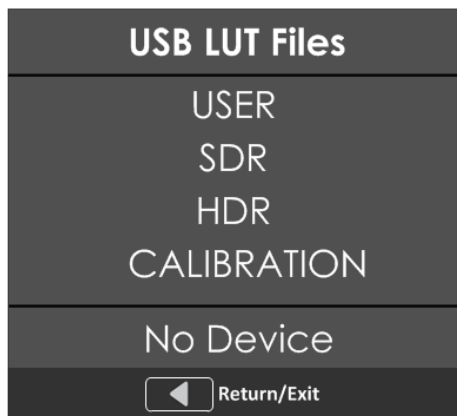 USB LUT Files
USER
SDR
HDR
CALIBRATION
No Device
Return/Exit